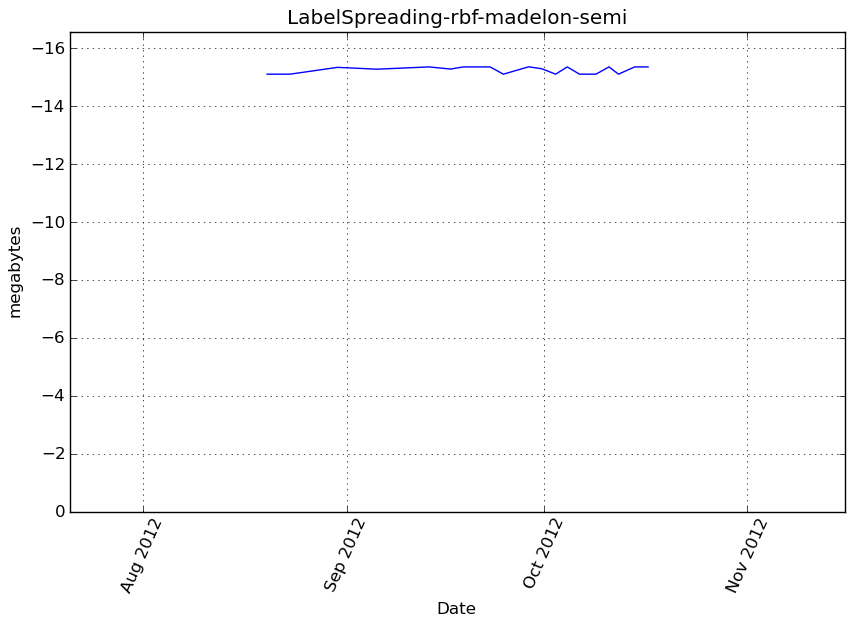 LabelSpreading-rbf-madelon-semi
−16
−14
−12
−10
−8
−6
−4
−2
0
megabytes
Aug 2012
Sep 2012
Oct 2012
Nov 2012
Date